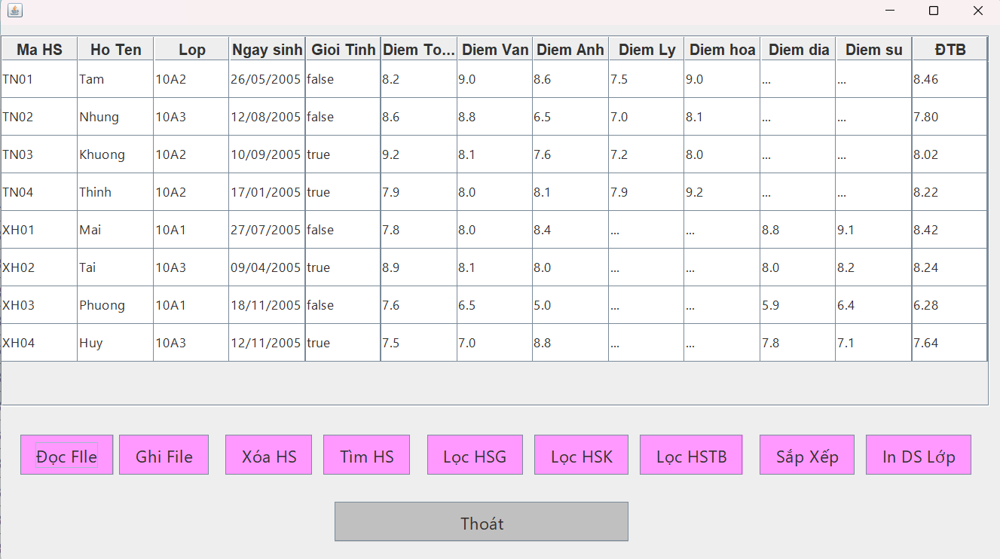 Ma HS Ho Ten Lop Ngay sinh Gioi Tinh Diem To... Diem Van Diem Anh Diem Ly Diem hoa Diem dia Diem su ĐTB
TN01 Tam 10A2 26/05/2005 false 8.2 9.0 8.6 7.5 9.0 ... ... 8.46
TN02 Nhung 10A3 12/08/2005 false 8.6 8.8 6.5 7.0 8.1 ... ... 7.80
TN03 Khuong 10A2 10/09/2005 true 9.2 8.1 7.6 7.2 8.0 ... ... 8.02
TN04 Thinh 10A2 17/01/2005 true 7.9 8.0 8.1 7.9 9.2 ... ... 8.22
XH01 Mai 10A1 27/07/2005 false 7.8 8.0 8.4 ... ... 8.8 9.1 8.42
XH02 Tai 10A3 09/04/2005 true 8.9 8.1 8.0 ... ... 8.0 8.2 8.24
XH03 Phuong 10A1 18/11/2005 false 7.6 6.5 5.0 ... ... 5.9 6.4 6.28
XH04 Huy 10A3 12/11/2005 true 7.5 7.0 8.8 ... ... 7.8 7.1 7.64
Đọc FIle Ghi File Xóa HS Tìm HS Lọc HSG Lọc HSK Lọc HSTB Sắp Xếp In DS Lớp
Thoát